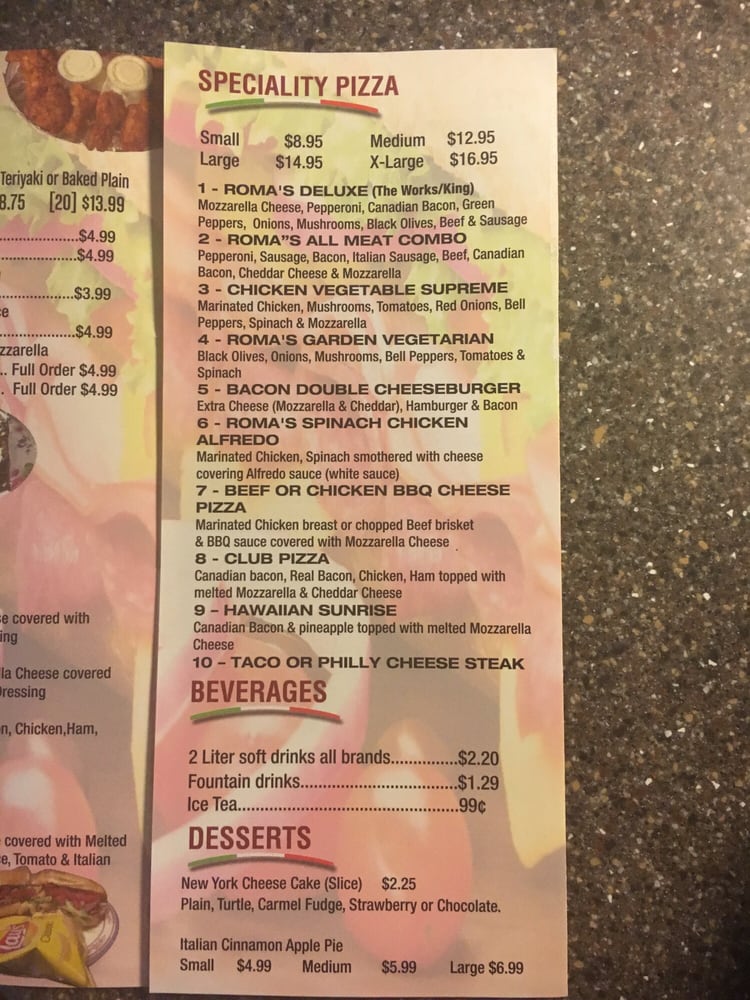 Teriyaki or Baked Plain
8.75 [20] $13.99
..................$4.99
..................$4.99
..................$3.99
..................$4.99
zzarella
.. Full Order $4.99
. Full Order $4.99
e covered with
ing
la Cheese covered
Dressing
n, Chicken,Ham,
covered with Melted
e, Tomato & Italian
Lay's
Classic
SPECIALITY PIZZA
Small $8.95 Medium $12.95
Large $14.95 X-Large $16.95
1 - ROMA'S DELUXE (The Works/King)
Mozzarella Cheese, Pepperoni, Canadian Bacon, Green
Peppers, Onions, Mushrooms, Black Olives, Beef & Sausage
2 - ROMA"S ALL MEAT COMBO
Pepperoni, Sausage, Bacon, Italian Sausage, Beef, Canadian
Bacon, Cheddar Cheese & Mozzarella
3 - CHICKEN VEGETABLE SUPREME
Marinated Chicken, Mushrooms, Tomatoes, Red Onions, Bell
Peppers, Spinach & Mozzarella
4 - ROMA'S GARDEN VEGETARIAN
Black Olives, Onions, Mushrooms, Bell Peppers, Tomatoes &
Spinach
5 - BACON DOUBLE CHEESEBURGER
Extra Cheese (Mozzarella & Cheddar), Hamburger & Bacon
6 - ROMA'S SPINACH CHICKEN
ALFREDO
Marinated Chicken, Spinach smothered with cheese
covering Alfredo sauce (white sauce)
7 - BEEF OR CHICKEN BBQ CHEESE
PIZZA
Marinated Chicken breast or chopped Beef brisket
& BBQ sauce covered with Mozzarella Cheese
8 - CLUB PIZZA
Canadian bacon, Real Bacon, Chicken, Ham topped with
melted Mozzarella & Cheddar Cheese
9 - HAWAIIAN SUNRISE
Canadian Bacon & pineapple topped with melted Mozzarella
Cheese
10 - TACO OR PHILLY CHEESE STEAK
BEVERAGES
2 Liter soft drinks all brands..............$2.20
Fountain drinks.................................$1.29
Ice Tea..............................................99¢
DESSERTS
New York Cheese Cake (Slice) $2.25
Plain, Turtle, Carmel Fudge, Strawberry or Chocolate.
Italian Cinnamon Apple Pie
Small $4.99 Medium $5.99 Large $6.99